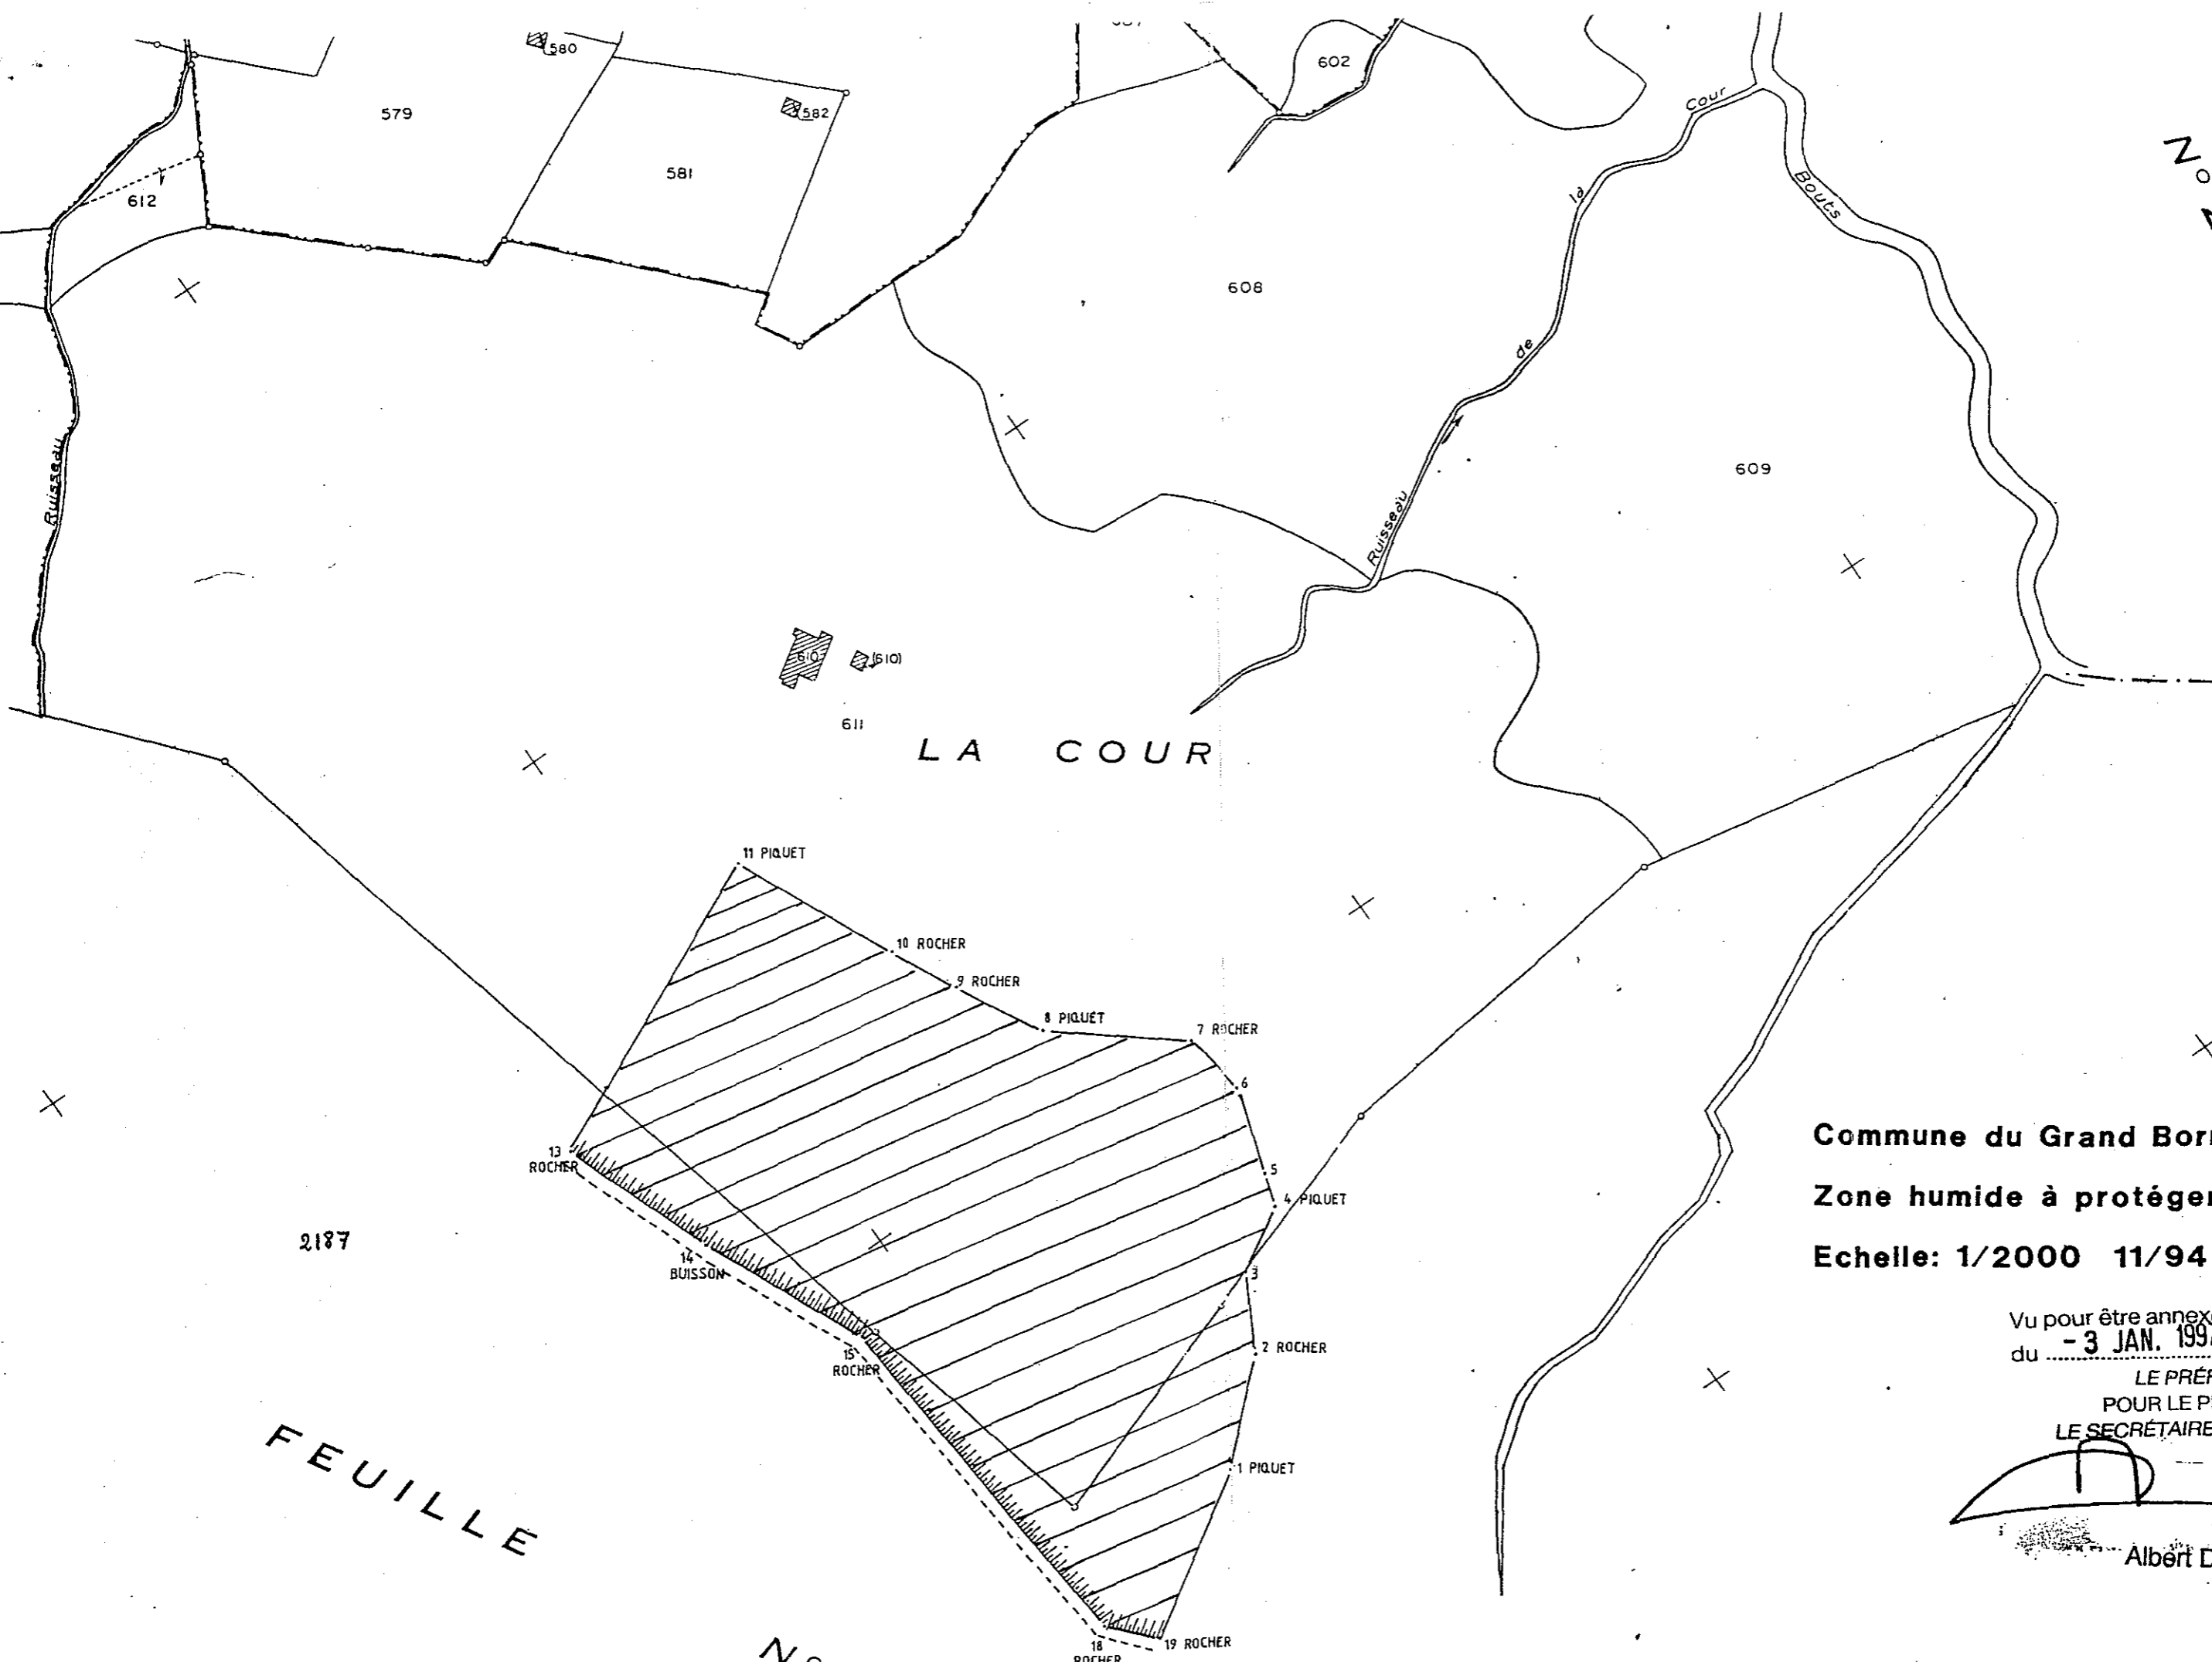 580
602
579
582
581
612
Cour
la
Bouts
N°
608
de
609
Ruisseau
Ruisseau
610
(610)
611
LA COUR
11 PIQUET
10 ROCHER
9 ROCHER
8 PIQUET
7 ROCHER
6
5
4 PIQUET
3
2 ROCHER
1 PIQUET
13
ROCHER
14
BUISSON
15
ROCHER
18
ROCHER
19 ROCHER
2187
FEUILLE
N°
Commune du Grand Bor
Zone humide à protéger
Echelle: 1/2000 11/94
Vu pour être annex
du - 3 JAN. 199
LE PRÉF
POUR LE P
LE SECRÉTAIRE
Albert D